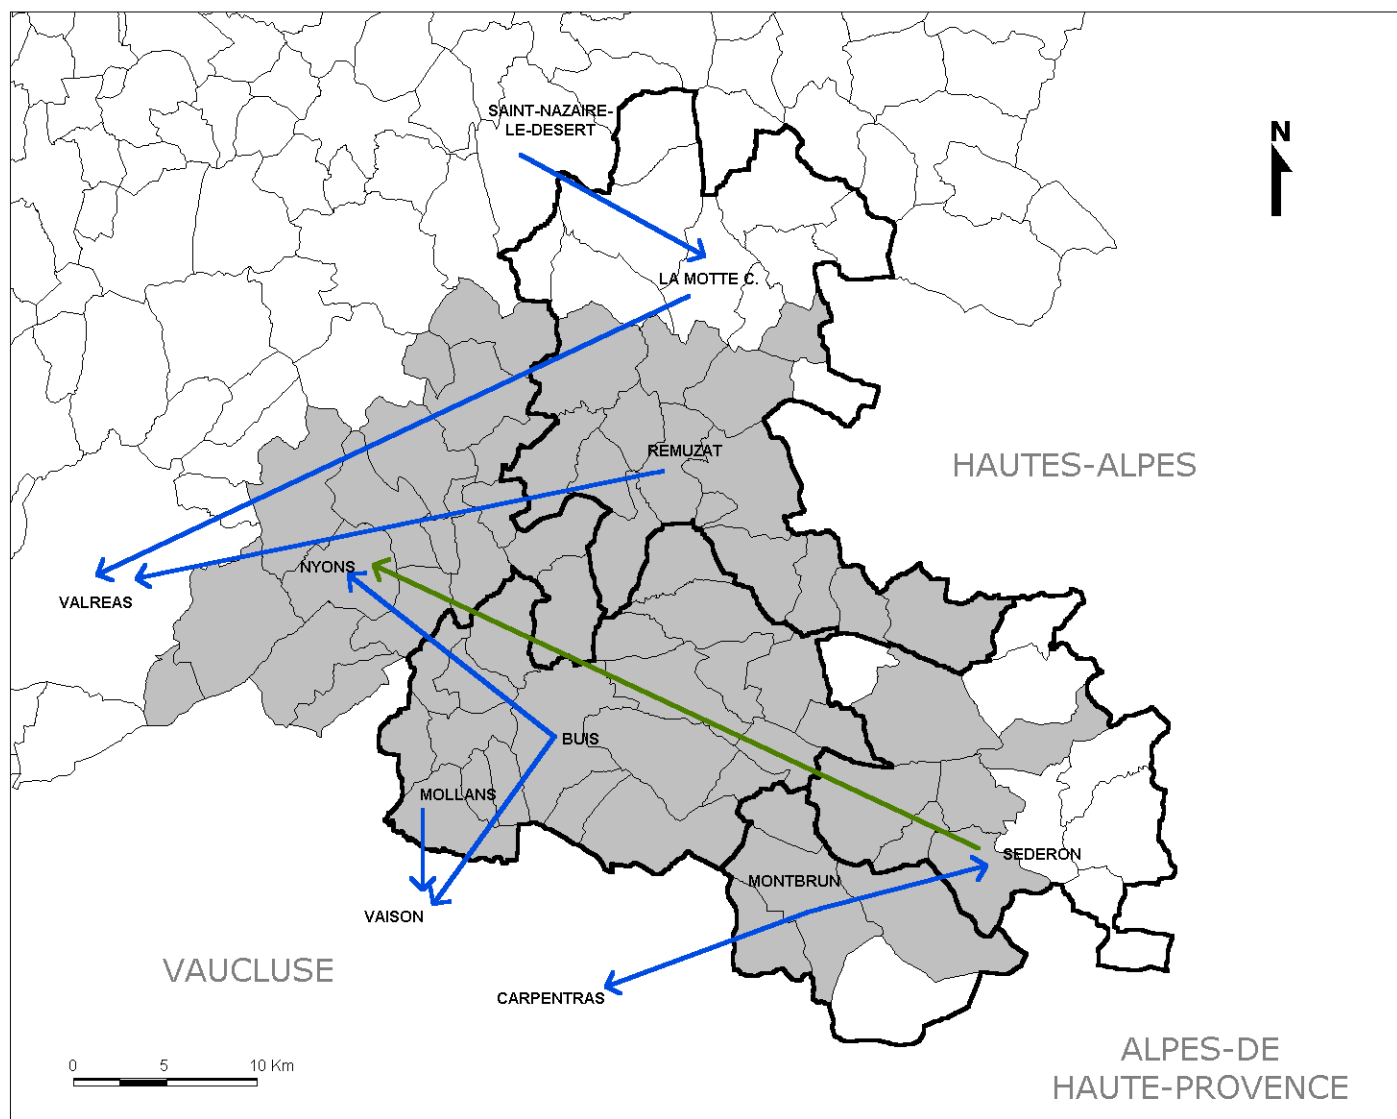 SAINT-NAZAIRE-
LE-DESERT
N
LA MOTTE C.
REMUZAT
HAUTES-ALPES
NYONS
VALREAS
BUIS
MOLLANS
SEDERON
MONTBRUN
VAISON
VAUCLUSE
CARPENTRAS
ALPES-DE
HAUTE-PROVENCE
0 5 10 Km